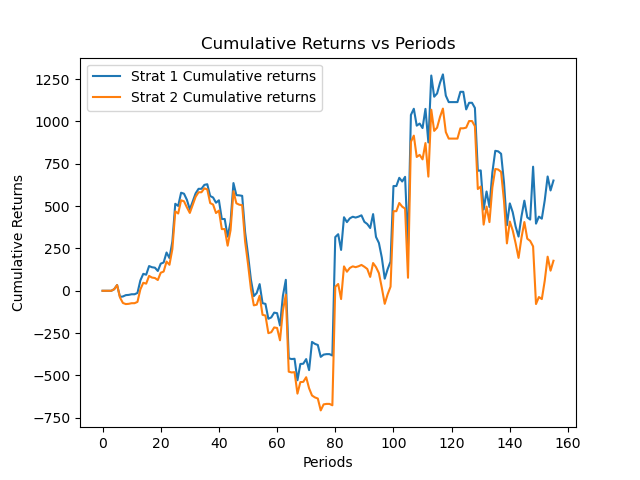 Cumulative Returns vs Periods
Strat 1 Cumulative returns
Strat 2 Cumulative returns
Cumulative Returns
1250
1000
750
500
250
0
−250
−500
−750
0 20 40 60 80 100 120 140 160
Periods